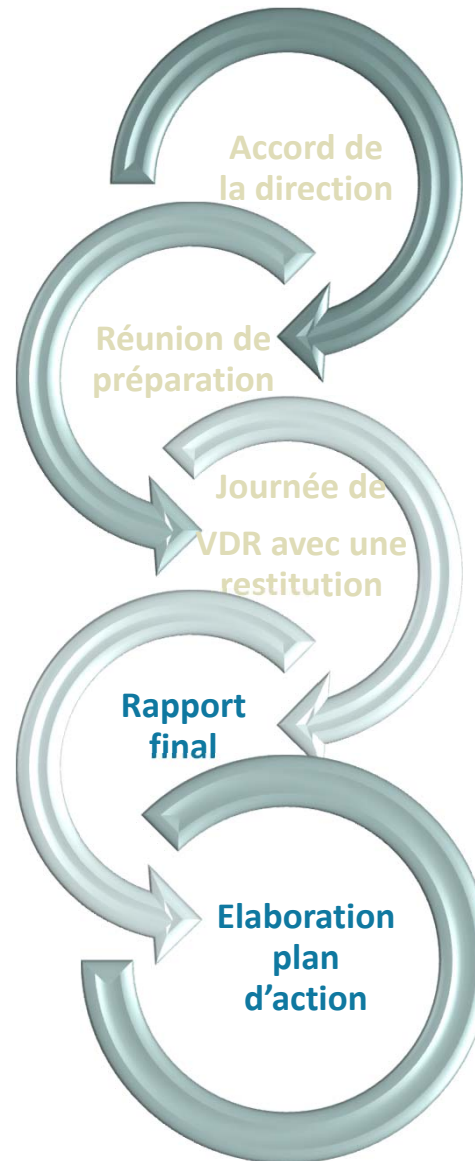 Accord de
la direction
Réunion de
préparation
Journée de
VDR avec une
restitution
Rapport
final
Elaboration
plan
d’action